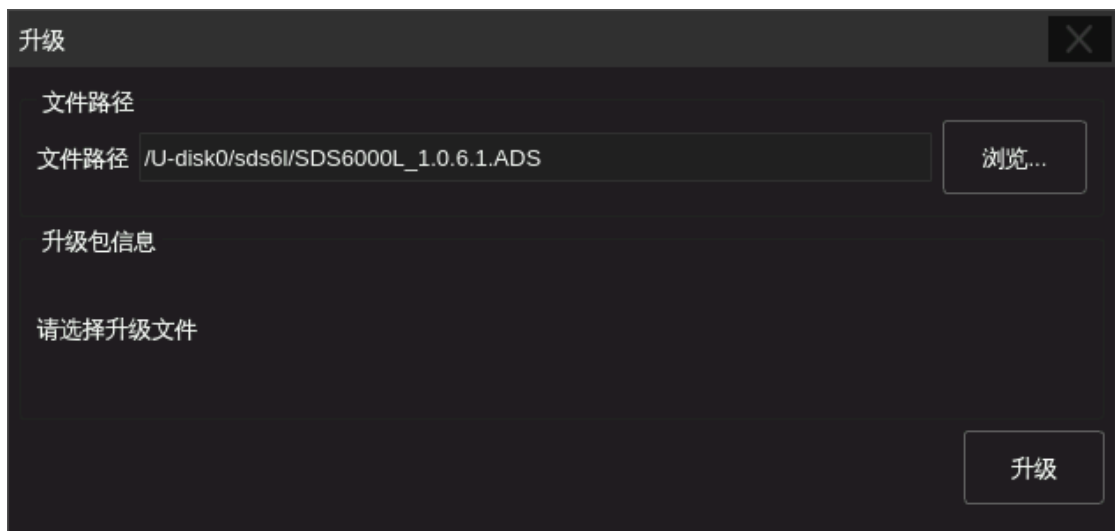 升级
文件路径
文件路径 /U-disk0/sds6l/SDS6000L_1.0.6.1.ADS 浏览...
升级包信息
请选择升级文件
升级